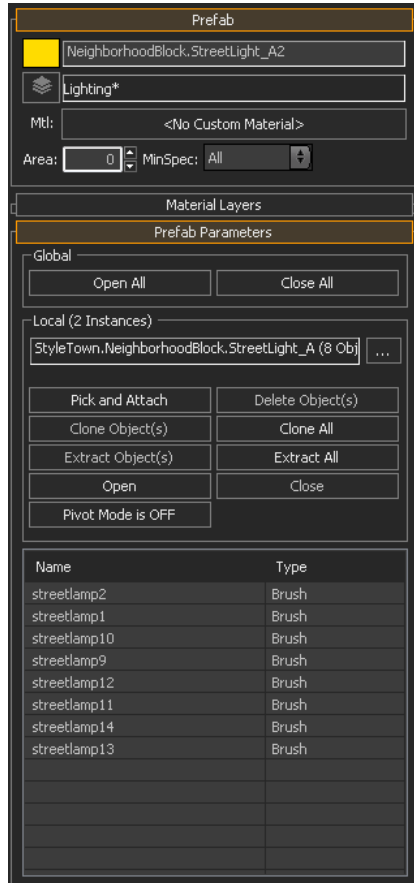 Prefab
NeighborhoodBlock.StreetLight_A2
Lighting*
Mtl: <No Custom Material>
Area: 0 MinSpec: All
Material Layers
Prefab Parameters
Global
Open All Close All
Local (2 Instances)
StyleTown.NeighborhoodBlock.StreetLight_A (8 Obj ...
Pick and Attach Delete Object(s)
Clone Object(s) Clone All
Extract Object(s) Extract All
Open Close
Pivot Mode is OFF
Name Type
streetlamp2 Brush
streetlamp1 Brush
streetlamp10 Brush
streetlamp9 Brush
streetlamp12 Brush
streetlamp11 Brush
streetlamp14 Brush
streetlamp13 Brush